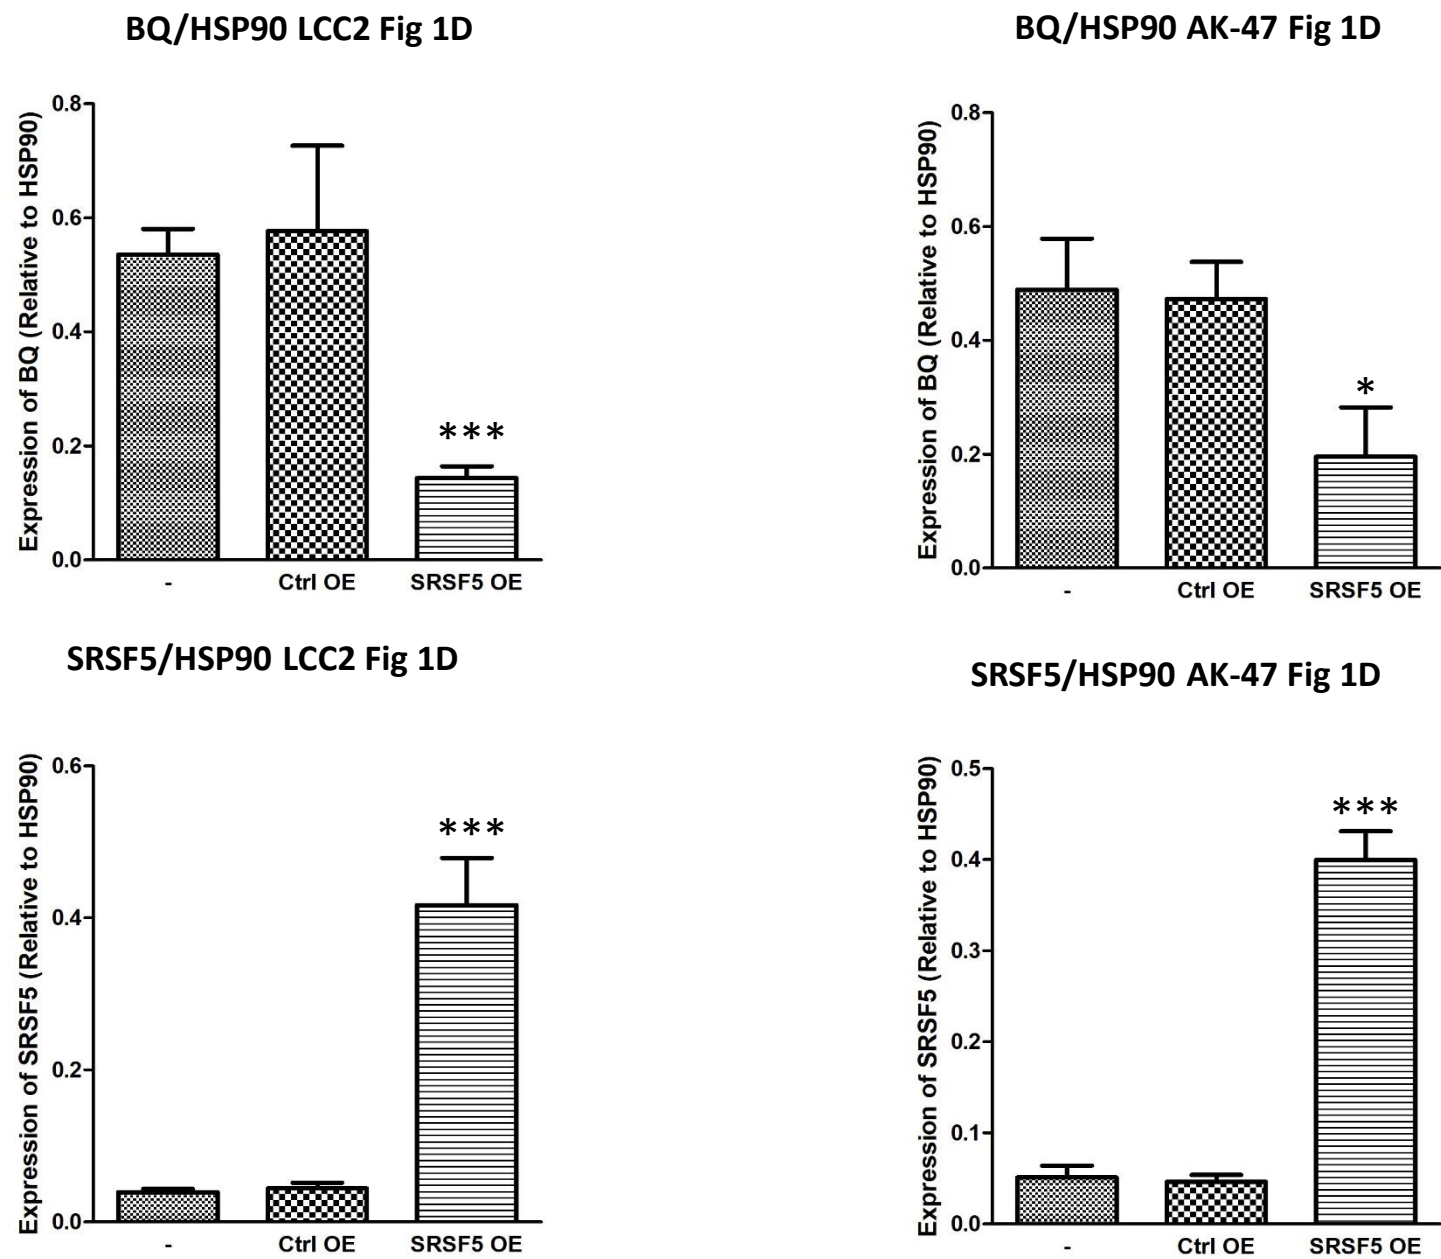 BQ/HSP90 LCC2 Fig 1D
Expression of BQ (Relative to HSP90)
0.8
0.6
0.4
0.2
0.0
***
-
Ctrl OE
SRSF5 OE
BQ/HSP90 AK-47 Fig 1D
Expression of BQ (Relative to HSP90)
0.8
0.6
0.4
0.2
0.0
*
-
Ctrl OE
SRSF5 OE
SRSF5/HSP90 LCC2 Fig 1D
Expression of SRSF5 (Relative to HSP90)
0.6
0.4
0.2
0.0
***
-
Ctrl OE
SRSF5 OE
SRSF5/HSP90 AK-47 Fig 1D
Expression of SRSF5 (Relative to HSP90)
0.5
0.4
0.3
0.2
0.1
0.0
***
-
Ctrl OE
SRSF5 OE